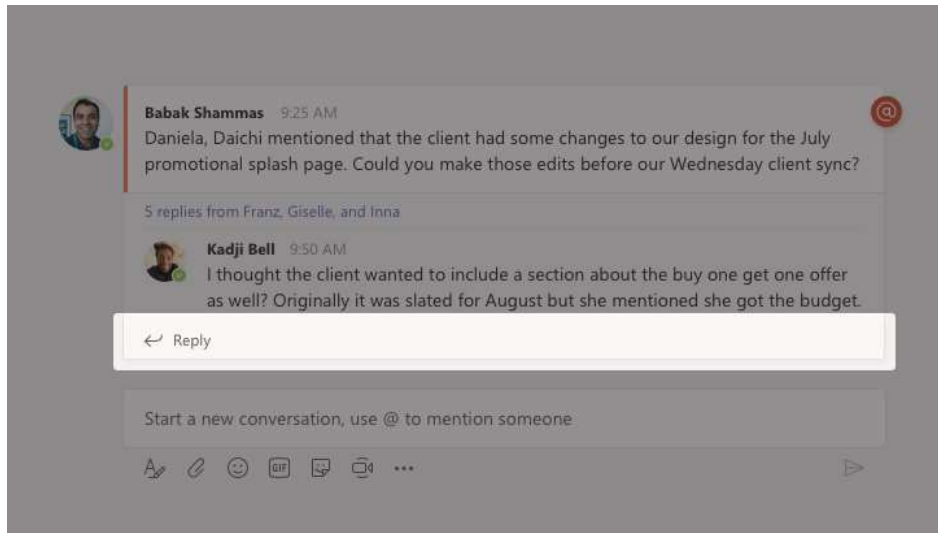 Babak Shammas 9:25 AM
Daniela, Daichi mentioned that the client had some changes to our design for the July
promotional splash page. Could you make those edits before our Wednesday client sync?
5 replies from Franz, Giselle, and Inna
Kadji Bell 9:50 AM
I thought the client wanted to include a section about the buy one get one offer
as well? Originally it was slated for August but she mentioned she got the budget.
Reply
Start a new conversation, use @ to mention someone
GIF